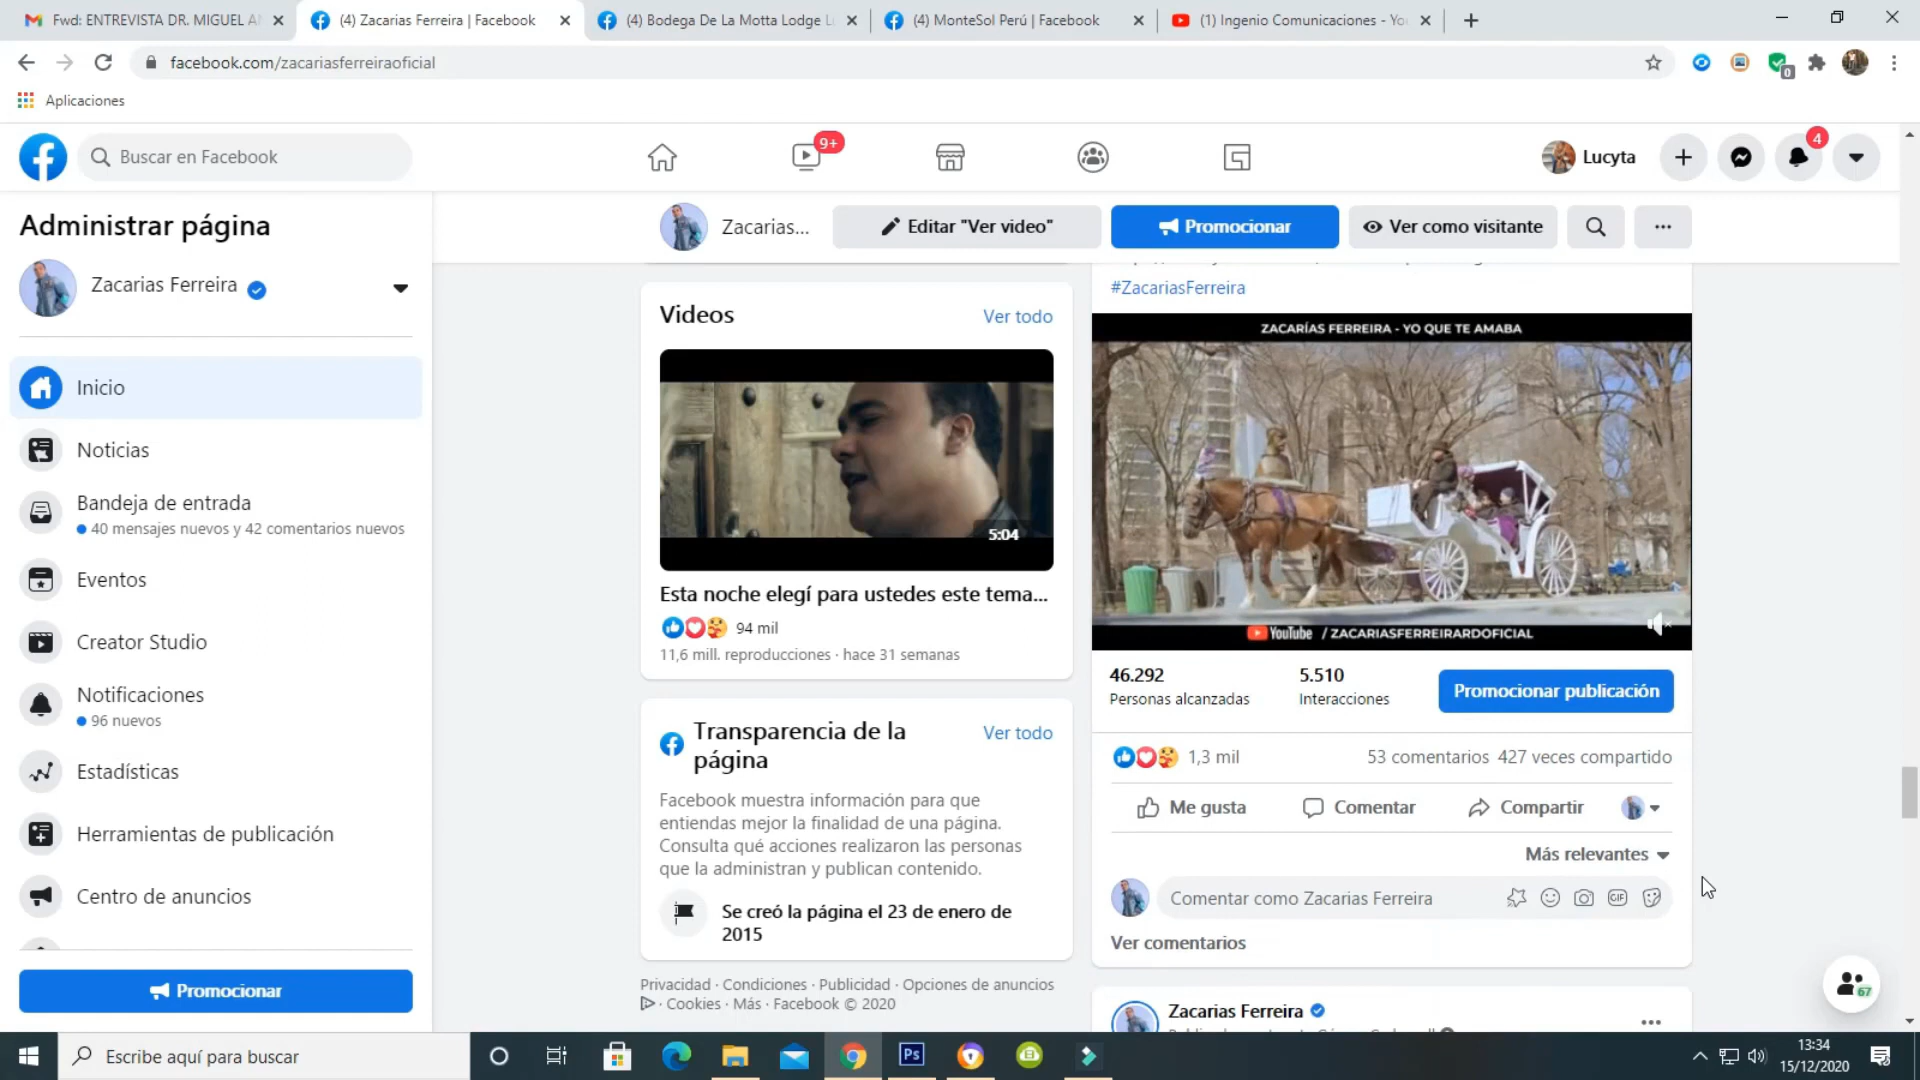 Fwd: ENTREVISTA DR. MIGUEL A
(4) Zacarias Ferreira | Facebook
(4) Bodega De La Motta Lodge L
(4) MonteSol Perú | Facebook
(1) Ingenio Comunicaciones - Yo
facebook.com/zacariasferreiraoficial
0
Aplicaciones
Buscar en Facebook
9+
Lucyta
4
Administrar página
Zacarias Ferreira
Inicio
Noticias
Bandeja de entrada
40 mensajes nuevos y 42 comentarios nuevos
Eventos
Creator Studio
Notificaciones
96 nuevos
Estadísticas
Herramientas de publicación
Centro de anuncios
Promocionar
Zacarias...
Editar "Ver video"
Promocionar
Ver como visitante
Videos
Ver todo
5:04
Esta noche elegí para ustedes este tema...
94 mil
11,6 mill. reproducciones · hace 31 semanas
Transparencia de la
página
Ver todo
Facebook muestra información para que
entiendas mejor la finalidad de una página.
Consulta qué acciones realizaron las personas
que la administran y publican contenido.
Se creó la página el 23 de enero de
2015
Privacidad · Condiciones · Publicidad · Opciones de anuncios
· Cookies · Más · Facebook © 2020
#ZacariasFerreira
ZACARÍAS FERREIRA - YO QUE TE AMABA
YouTube / ZACARIASFERREIRARDOFICIAL
46.292
Personas alcanzadas
5.510
Interacciones
Promocionar publicación
1,3 mil
53 comentarios 427 veces compartido
Me gusta
Comentar
Compartir
Más relevantes
Comentar como Zacarias Ferreira
GIF
Ver comentarios
Zacarias Ferreira
67
Escribe aquí para buscar
Ps
13:34
15/12/2020